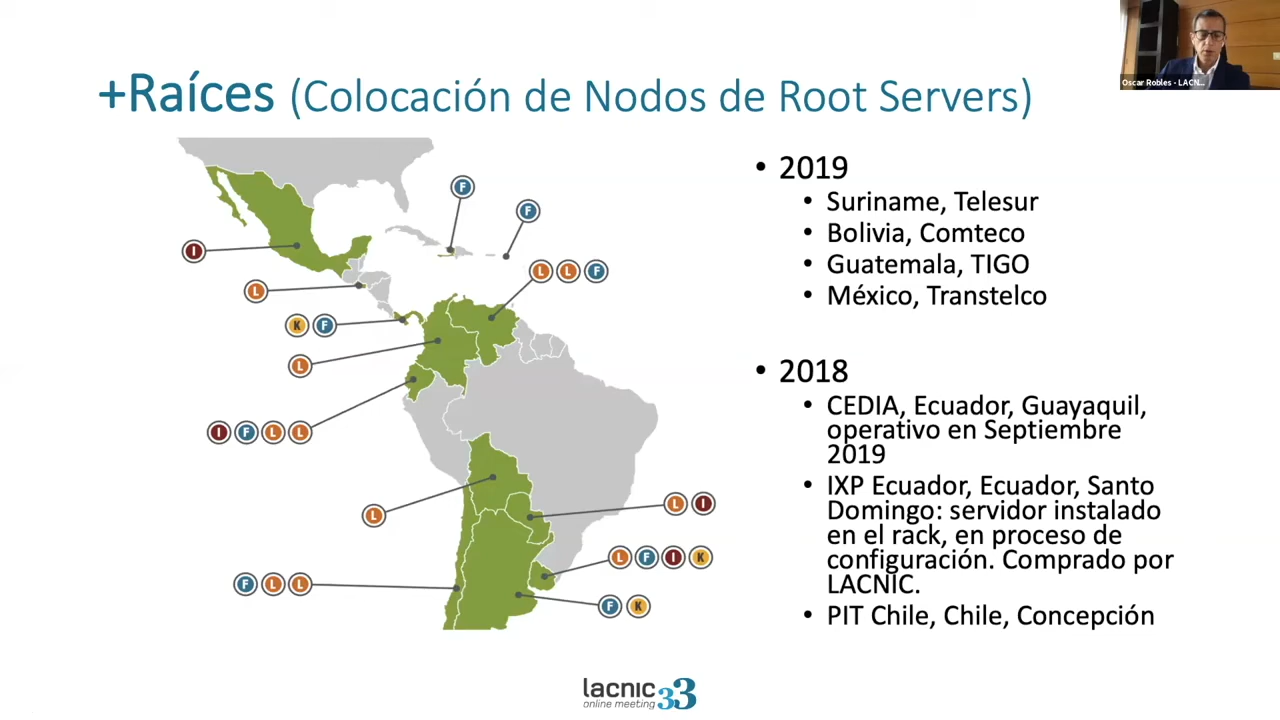 Oscar Robles - LACN...
+Raíces (Colocación de Nodos de Root Servers)
F
F
I
L L F
L
K F
L
I F L L
L I
L
L F I K
F L L
F K
• 2019
• Suriname, Telesur
• Bolivia, Comteco
• Guatemala, TIGO
• México, Transtelco
• 2018
• CEDIA, Ecuador, Guayaquil,
operativo en Septiembre
2019
• IXP Ecuador, Ecuador, Santo
Domingo: servidor instalado
en el rack, en proceso de
configuración. Comprado por
LACNIC.
• PIT Chile, Chile, Concepción
lacnic 33
online meeting